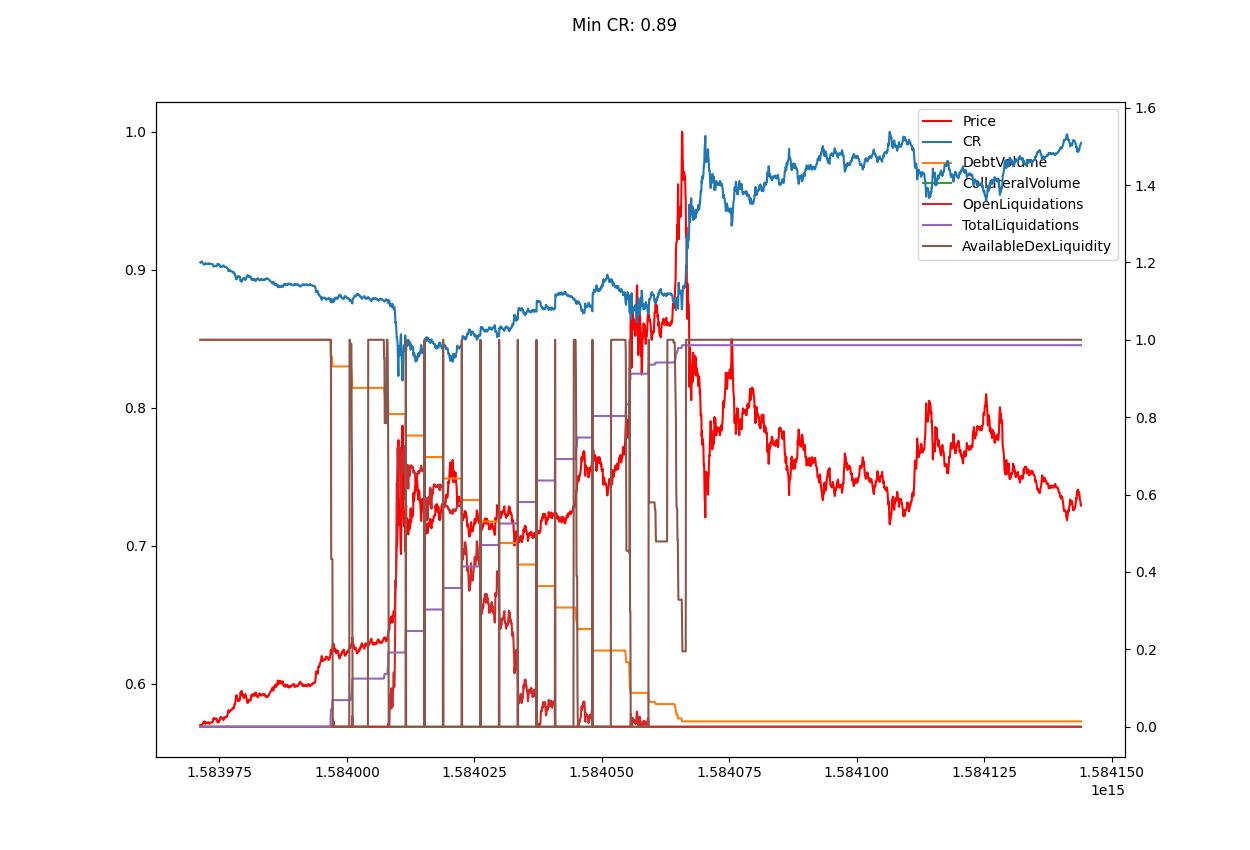 Min CR: 0.89
1.0
0.9
0.8
0.7
0.6
1.6
1.4
1.2
1.0
0.8
0.6
0.4
0.2
0.0
Price
CR
DebtVolume
CollateralVolume
OpenLiquidations
TotalLiquidations
AvailableDexLiquidity
1.583975 1.584000 1.584025 1.584050 1.584075 1.584100 1.584125 1.584150
1e15